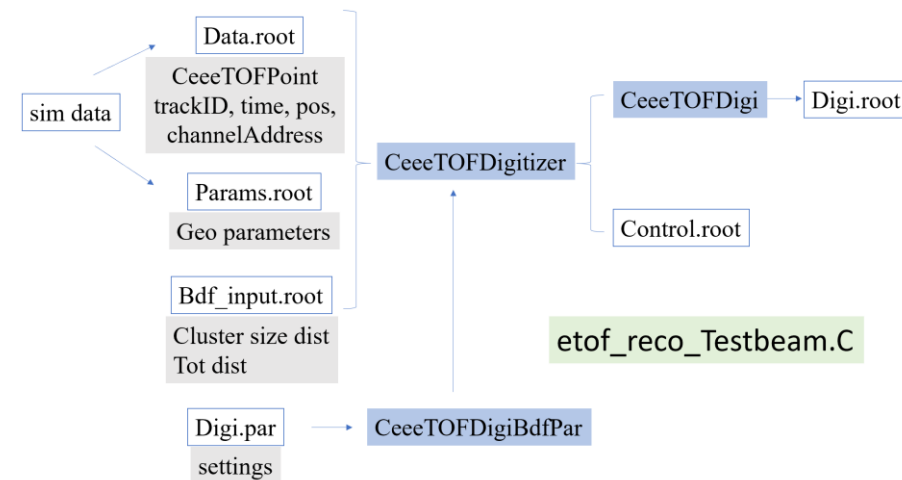 Data.root
CeeeTOFPoint
trackID, time, pos,
channelAddress
sim data
Params.root
Geo parameters
Bdf_input.root
Cluster size dist
Tot dist
Digi.par
settings
CeeeTOFDigiBdfPar
CeeeTOFDigitizer
CeeeTOFDigi
Digi.root
Control.root
etof_reco_Testbeam.C